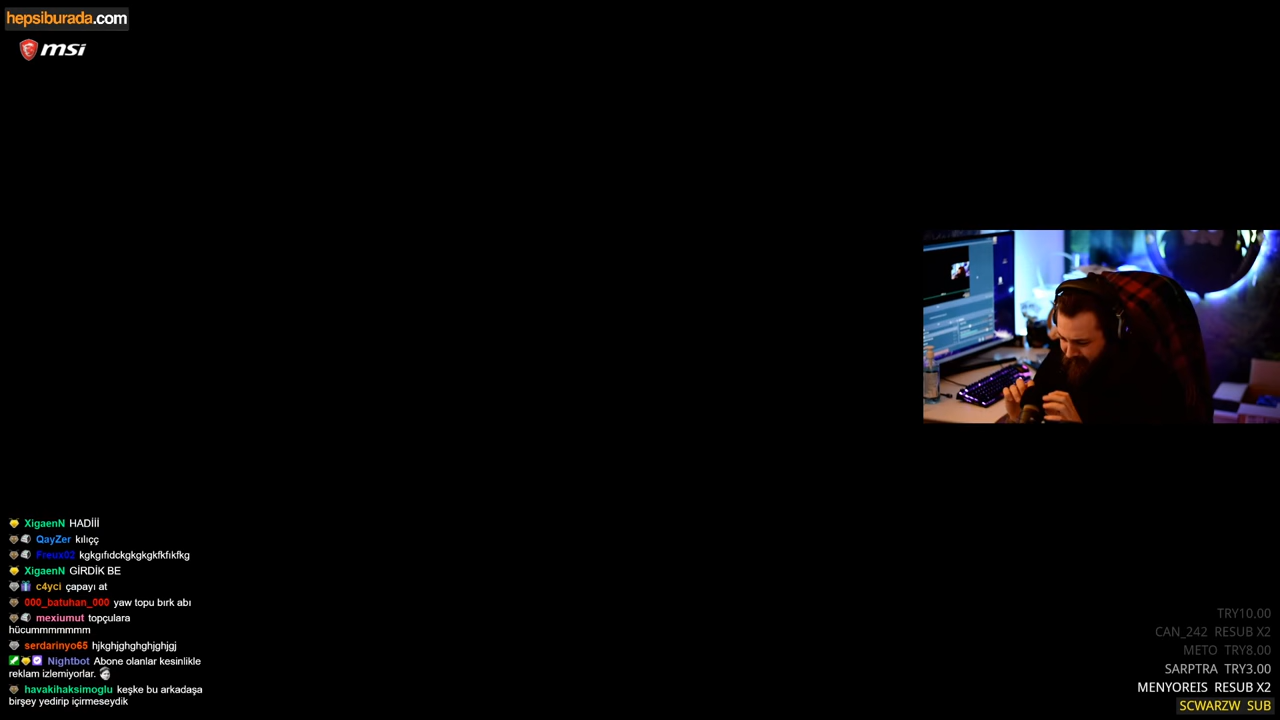 hepsiburada.com
msi
XigaenN HADİİİ
QayZer kılıçç
Freux02 kgkgıfıdckgkgkgkfkfıkfkg
XigaenN GİRDİK BE
c4yci çapayı at
000_batuhan_000 yaw topu bırk abı
mexiumut topçulara
hücummmmmm
serdarinyo65 hjkghjghghghjghjgj
Nightbot Abone olanlar kesinlikle
reklam izlemiyorlar.
havakihaksimoglu keşke bu arkadaşa
birşey yedirip içirmeseydik
TRY10.00
CAN_242 RESUB X2
METO TRY8.00
SARPTRA TRY3.00
MENYOREIS RESUB X2
SCWARZW SUB